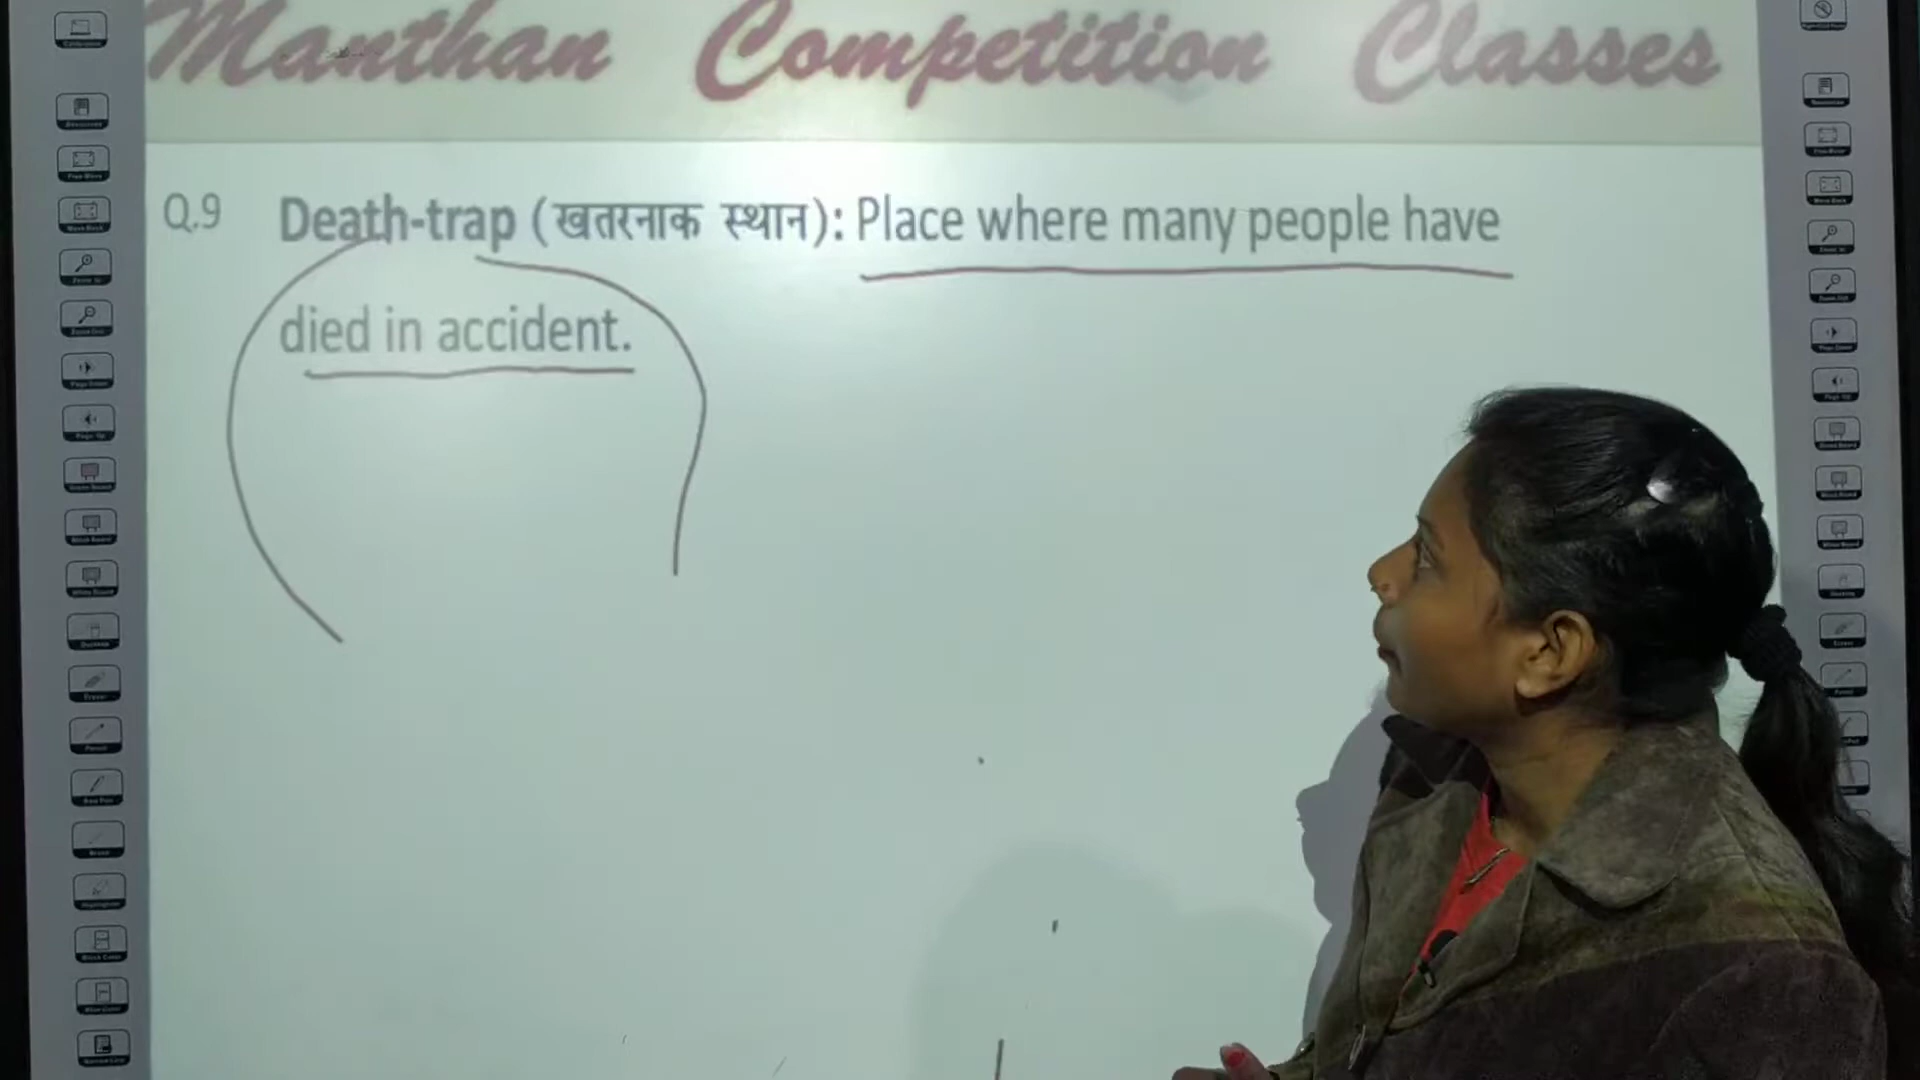 Manthan Competition Classes
Q.9 Death-trap (खतरनाक स्थान): Place where many people have
died in accident.